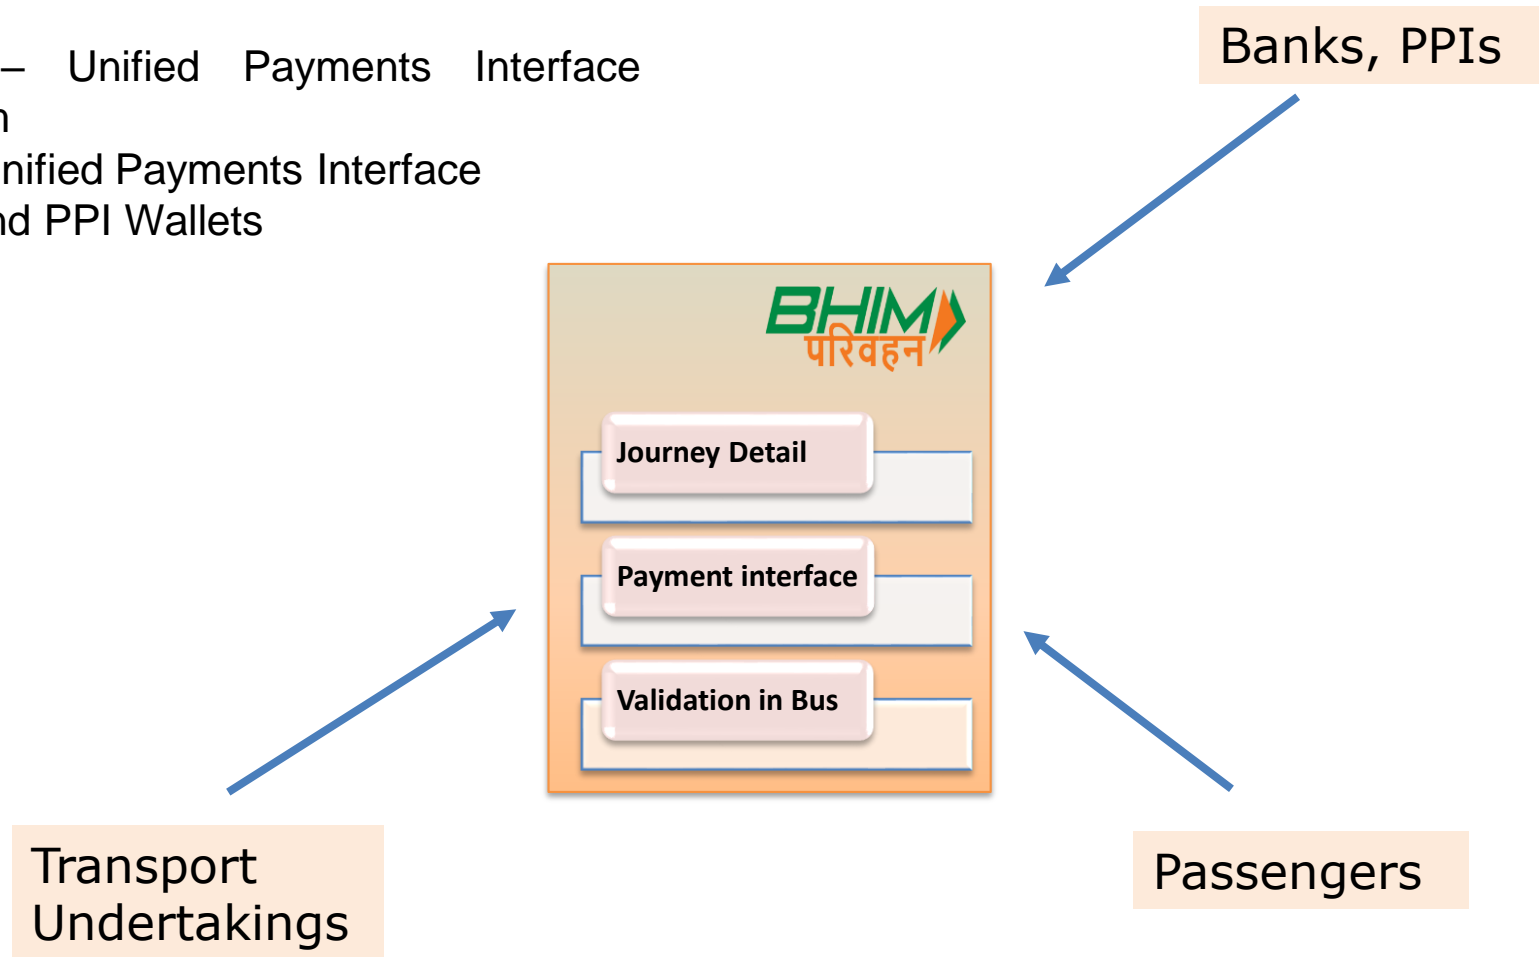 – Unified Payments Interface
n
nified Payments Interface
nd PPI Wallets
Banks, PPIs
BHIM
परिवहन
Journey Detail
Payment interface
Validation in Bus
Transport
Undertakings
Passengers